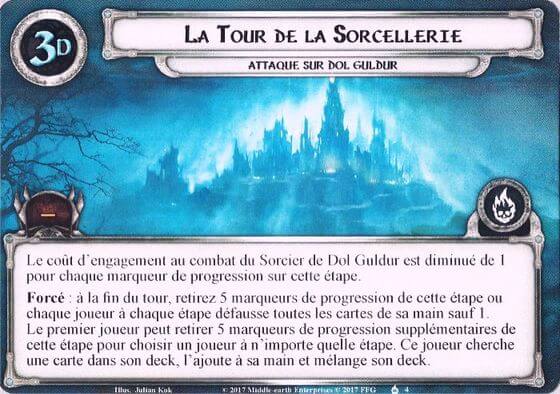 3D
LA TOUR DE LA SORCELLERIE
ATTAQUE SUR DOL GULDUR
Le coût d'engagement au combat du Sorcier de Dol Guldur est diminué de 1
pour chaque marqueur de progression sur cette étape.
Forcé : à la fin du tour, retirez 5 marqueurs de progression de cette étape ou
chaque joueur à chaque étape défausse toutes les cartes de sa main sauf 1.
Le premier joueur peut retirer 5 marqueurs de progression supplémentaires de
cette étape pour choisir un joueur à n'importe quelle étape. Ce joueur cherche
une carte dans son deck, l'ajoute à sa main et mélange son deck.
Illus. Julian Kok © 2017 Middle-earth Enterprises © 2017 FFG 4